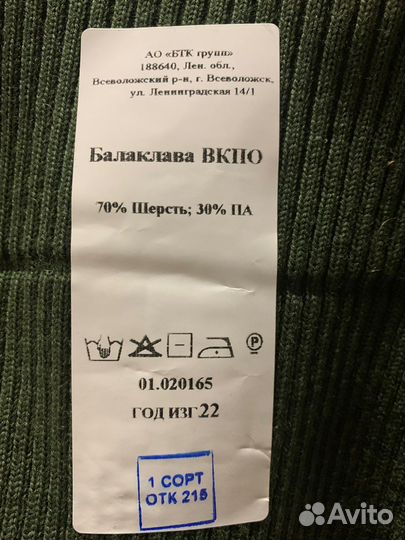 АО «БТК групп»
188640, Лен. обл.,
Всеволожский р-н, г. Всеволожск,
ул. Ленинградская 14/1
Балаклава ВКПО
70% Шерсть; 30% ПА
P
01.020165
ГОД ИЗГ.22
1 СОРТ
ОТК 215
Avito